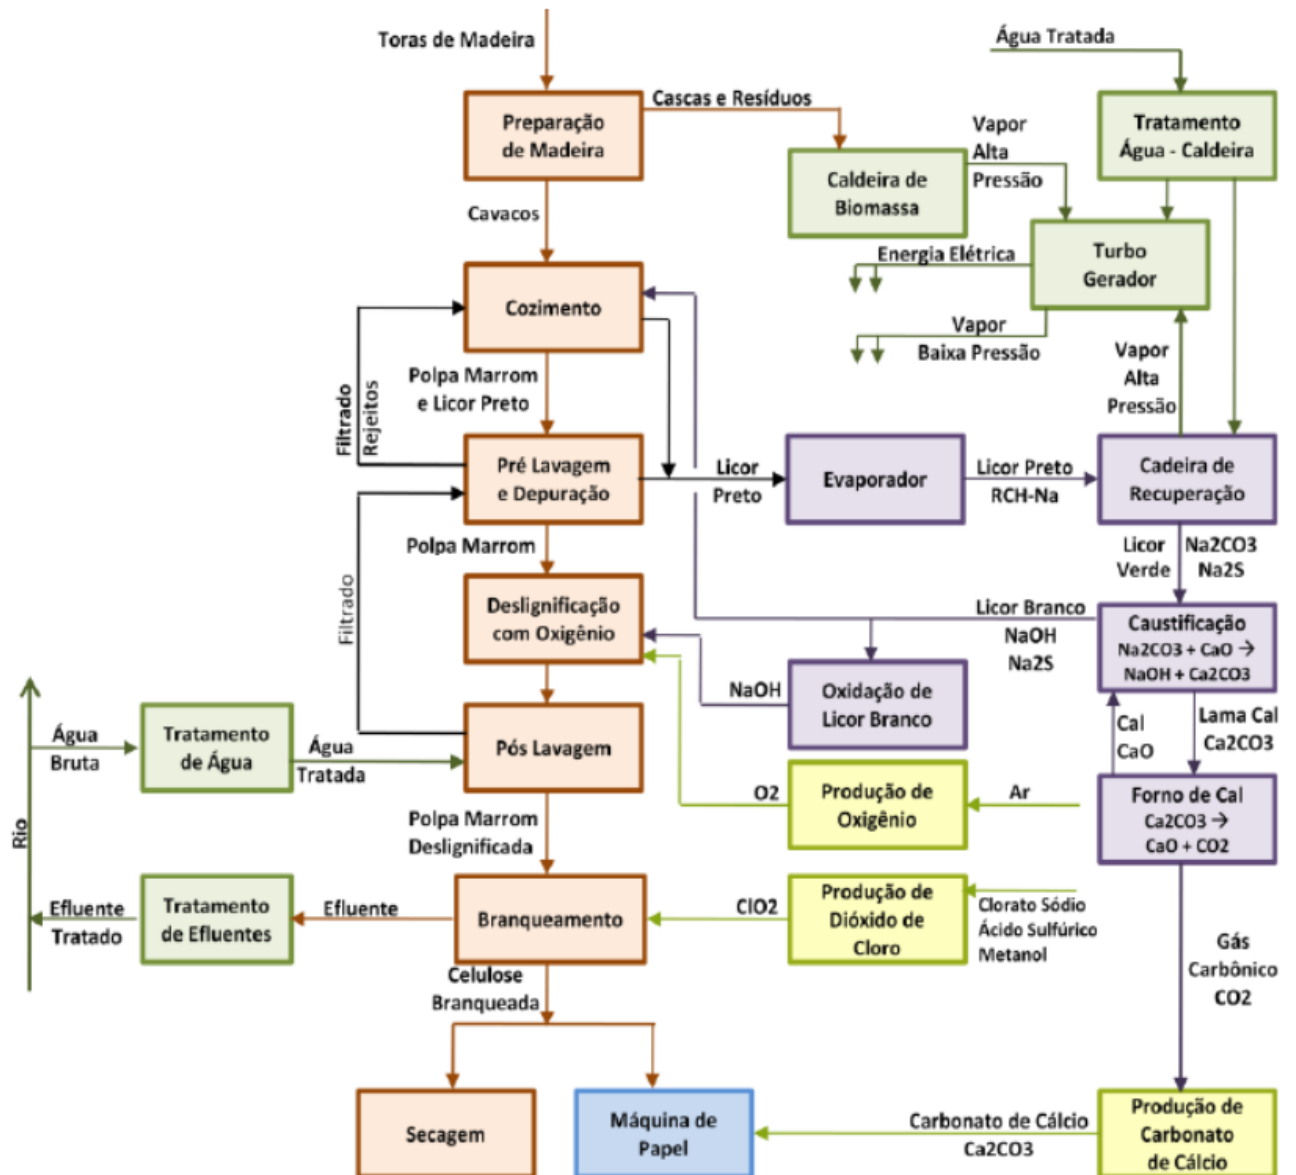 Toras de Madeira
Água Tratada
Cascas e Resíduos
Preparação
de Madeira
Vapor
Alta
Pressão
Tratamento
Água - Caldeira
Caldeira de
Biomassa
Cavacos
Energia Elétrica
Turbo
Gerador
Cozimento
Vapor
Baixa Pressão
Vapor
Alta
Pressão
Polpa Marrom
e Licor Preto
Filtrado
Rejeitos
Pré Lavagem
e Depuração
Licor
Preto
Evaporador
Licor Preto
RCH-Na
Cadeira de
Recuperação
Polpa Marrom
Licor
Verde
Na2CO3
Na2S
Filtrado
Deslignificação
com Oxigênio
Licor Branco
NaOH
Na2S
Caustificação
Na2CO3 + CaO →
NaOH + Ca2CO3
NaOH
Oxidação de
Licor Branco
Cal
CaO
Lama Cal
Ca2CO3
Água
Bruta
Tratamento
de Água
Água
Tratada
Pós Lavagem
O2
Produção de
Oxigênio
Ar
Forno de Cal
Ca2CO3 →
CaO + CO2
Rio
Polpa Marrom
Deslignificada
Efluente
Tratado
Tratamento
de Efluentes
Efluente
Branqueamento
ClO2
Produção de
Dióxido de
Cloro
Clorato Sódio
Ácido Sulfúrico
Metanol
Gás
Carbônico
CO2
Celulose
Branqueada
Secagem
Máquina de
Papel
Carbonato de Cálcio
Ca2CO3
Produção de
Carbonato
de Cálcio